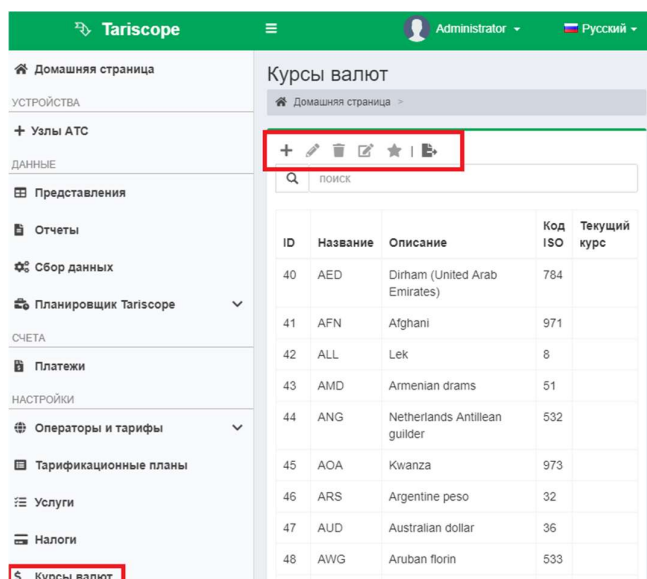 Tariscope
Administrator
Русский
Домашняя страница
УСТРОЙСТВА
Узлы АТС
ДАННЫЕ
Представления
Отчеты
Сбор данных
Планировщик Tariscope
СЧЕТА
Платежи
НАСТРОЙКИ
Операторы и тарифы
Тарификационные планы
Услуги
Налоги
$ Курсы валют
Курсы валют
Домашняя страница >
поиск
ID Название Описание Код ISO Текущий курс
40 AED Dirham (United Arab Emirates) 784
41 AFN Afghani 971
42 ALL Lek 8
43 AMD Armenian drams 51
44 ANG Netherlands Antillean guilder 532
45 AOA Kwanza 973
46 ARS Argentine peso 32
47 AUD Australian dollar 36
48 AWG Aruban florin 533